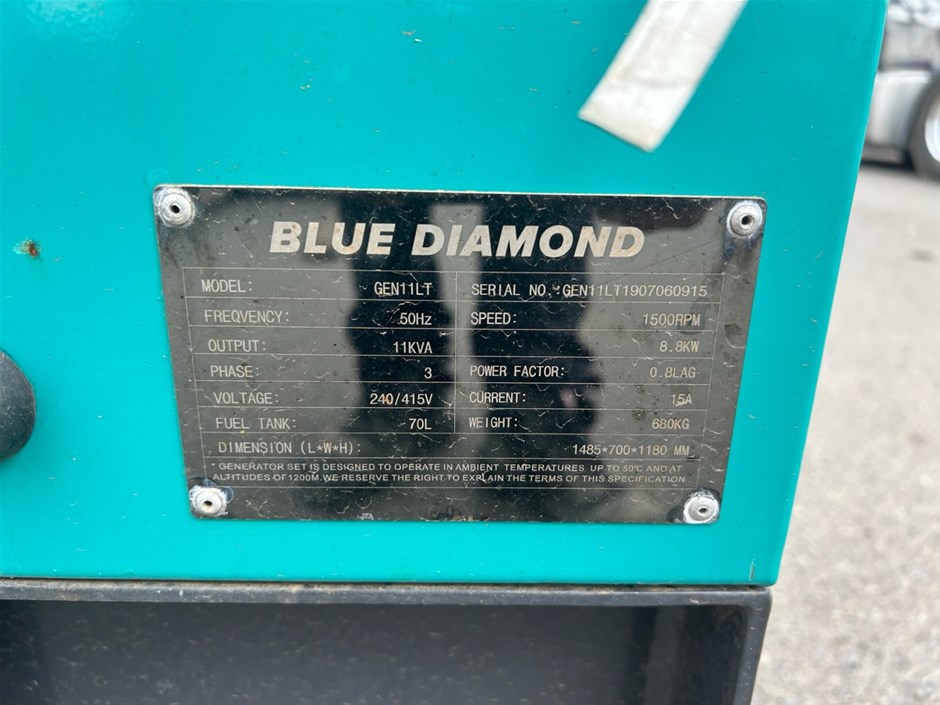 BLUE DIAMOND
MODEL: GEN11LT SERIAL NO.:GEN11LT1907060915
FREQVENCY: 50Hz SPEED: 1500RPM
OUTPUT: 11KVA 8.8KW
PHASE: 3 POWER FACTOR: 0.8LAG
VOLTAGE: 240/415V CURRENT: 15A
FUEL TANK: 70L WEIGHT: 680KG
DIMENSION (L*W*H): 1485*700*1180 MM
* GENERATOR SET IS DESIGNED TO OPERATE IN AMBIENT TEMPERATURES UP TO 50°C AND AT
ALTITUDES OF 1200M.WE RESERVE THE RIGHT TO EXPLAIN THE TERMS OF THIS SPECIFICATION